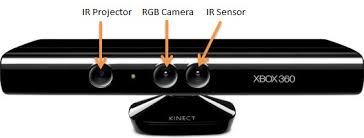 IR Projector RGB Camera IR Sensor
XBOX 360
KINECT